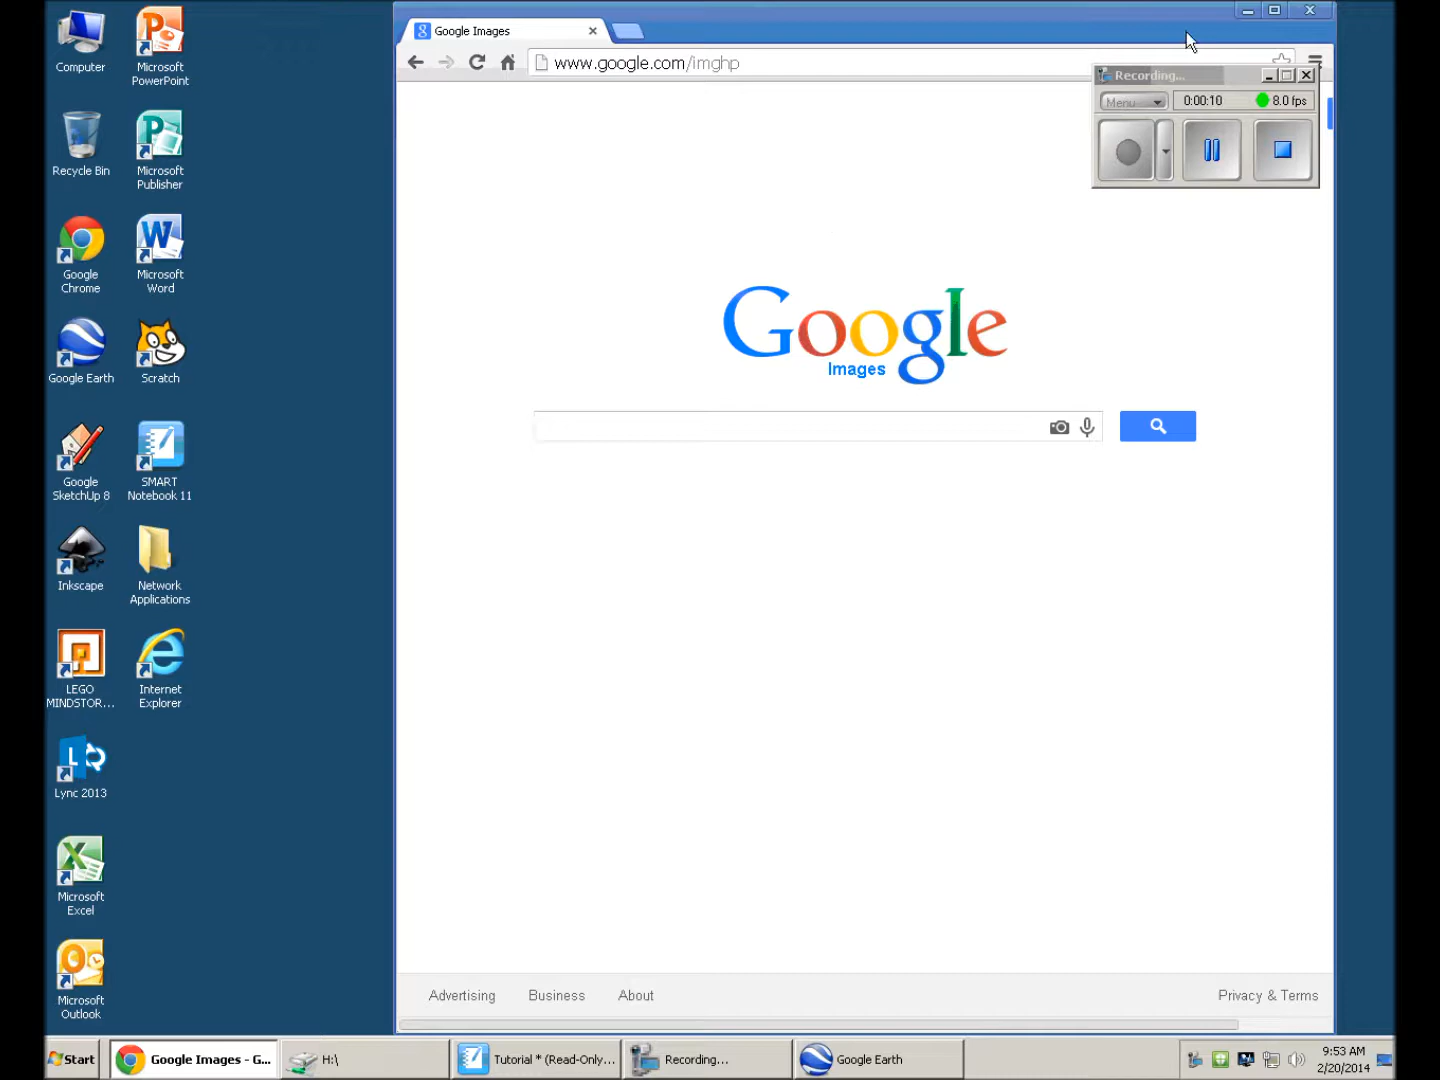 Computer
Microsoft
PowerPoint
Recycle Bin
Microsoft
Publisher
Google
Chrome
Microsoft
Word
Google Earth
Scratch
Google
SketchUp 8
SMART
Notebook 11
Inkscape
Network
Applications
LEGO
MINDSTOR...
Internet
Explorer
Lync 2013
Microsoft
Excel
Microsoft
Outlook
Google Images
www.google.com/imghp
Recording...
Menu
0:00:10
8.0 fps
Google
Images
Advertising
Business
About
Privacy & Terms
Start
Google Images - G...
H:\
Tutorial * (Read-Only...
Recording...
Google Earth
9:53 AM
2/20/2014